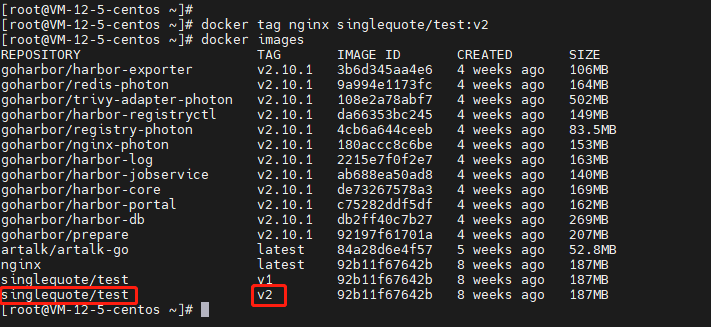 [root@VM-12-5-centos ~]#
[root@VM-12-5-centos ~]# docker tag nginx singlequote/test:v2
[root@VM-12-5-centos ~]# docker images
REPOSITORY TAG IMAGE ID CREATED SIZE
goharbor/harbor-exporter v2.10.1 3b6d345aa4e6 4 weeks ago 106MB
goharbor/redis-photon v2.10.1 9a994e1173fc 4 weeks ago 164MB
goharbor/trivy-adapter-photon v2.10.1 108e2a78abf7 4 weeks ago 502MB
goharbor/harbor-registryctl v2.10.1 da66353bc245 4 weeks ago 149MB
goharbor/registry-photon v2.10.1 4cb6a644ceeb 4 weeks ago 83.5MB
goharbor/nginx-photon v2.10.1 180accc8c6be 4 weeks ago 153MB
goharbor/harbor-log v2.10.1 2215e7f0f2e7 4 weeks ago 163MB
goharbor/harbor-jobservice v2.10.1 ab688ea50ad8 4 weeks ago 140MB
goharbor/harbor-core v2.10.1 de73267578a3 4 weeks ago 169MB
goharbor/harbor-portal v2.10.1 c75282ddf5df 4 weeks ago 162MB
goharbor/harbor-db v2.10.1 db2ff40c7b27 4 weeks ago 269MB
goharbor/prepare v2.10.1 92197f61701a 4 weeks ago 207MB
artalk/artalk-go latest 84a28d6e4f57 5 weeks ago 52.8MB
nginx latest 92b11f67642b 8 weeks ago 187MB
singlequote/test v1 92b11f67642b 8 weeks ago 187MB
singlequote/test v2 92b11f67642b 8 weeks ago 187MB
[root@VM-12-5-centos ~]#